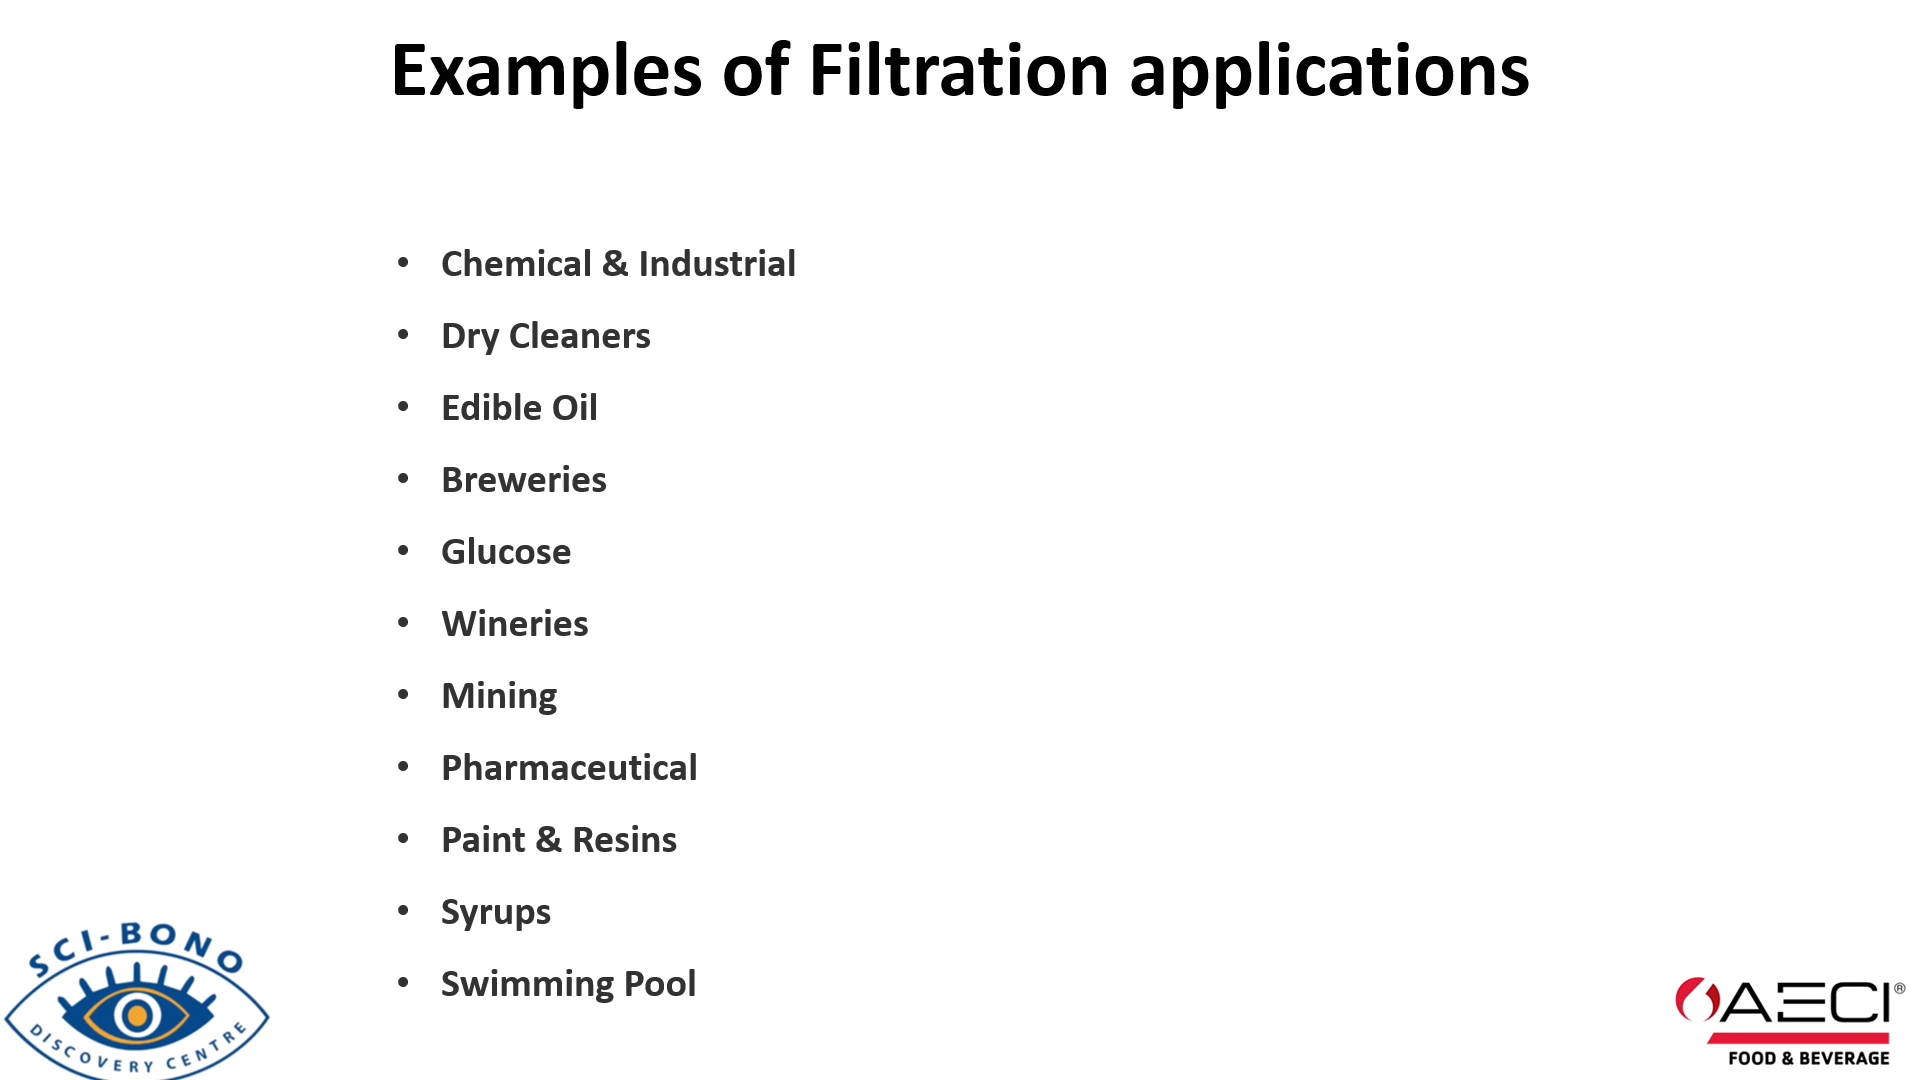 Examples of Filtration applications
• Chemical & Industrial
• Dry Cleaners
• Edible Oil
• Breweries
• Glucose
• Wineries
• Mining
• Pharmaceutical
• Paint & Resins
• Syrups
• Swimming Pool
SCI-BONO
DISCOVERY CENTRE
AECI®
FOOD & BEVERAGE